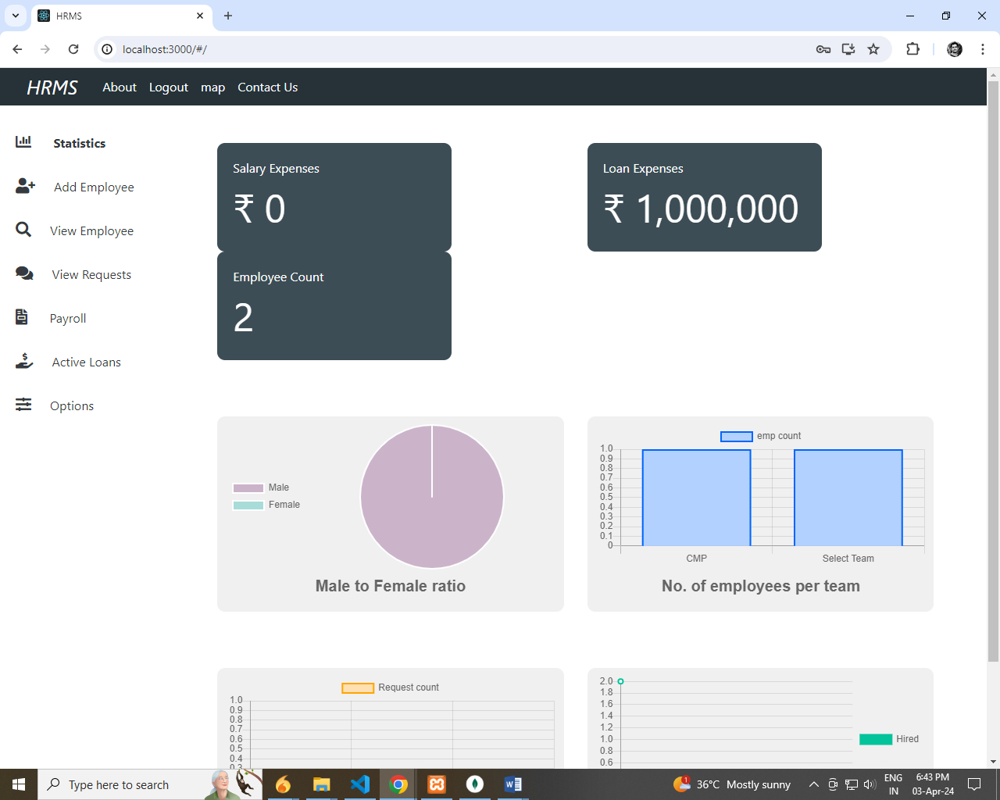 HRMS
localhost:3000/#/
HRMS About Logout map Contact Us
Statistics
Add Employee
View Employee
View Requests
Payroll
Active Loans
Options
Salary Expenses
₹ 0
Loan Expenses
₹ 1,000,000
Employee Count
2
Male
Female
Male to Female ratio
emp count
1.0
0.9
0.8
0.7
0.6
0.5
0.4
0.3
0.2
0.1
0
CMP Select Team
No. of employees per team
Request count
1.0
0.9
0.8
0.7
0.6
0.5
0.4
0.3
2.0
1.8
1.6
1.4
1.2
1.0
0.8
0.6
Hired
Type here to search
1
36°C Mostly sunny
ENG
IN
6:43 PM
03-Apr-24